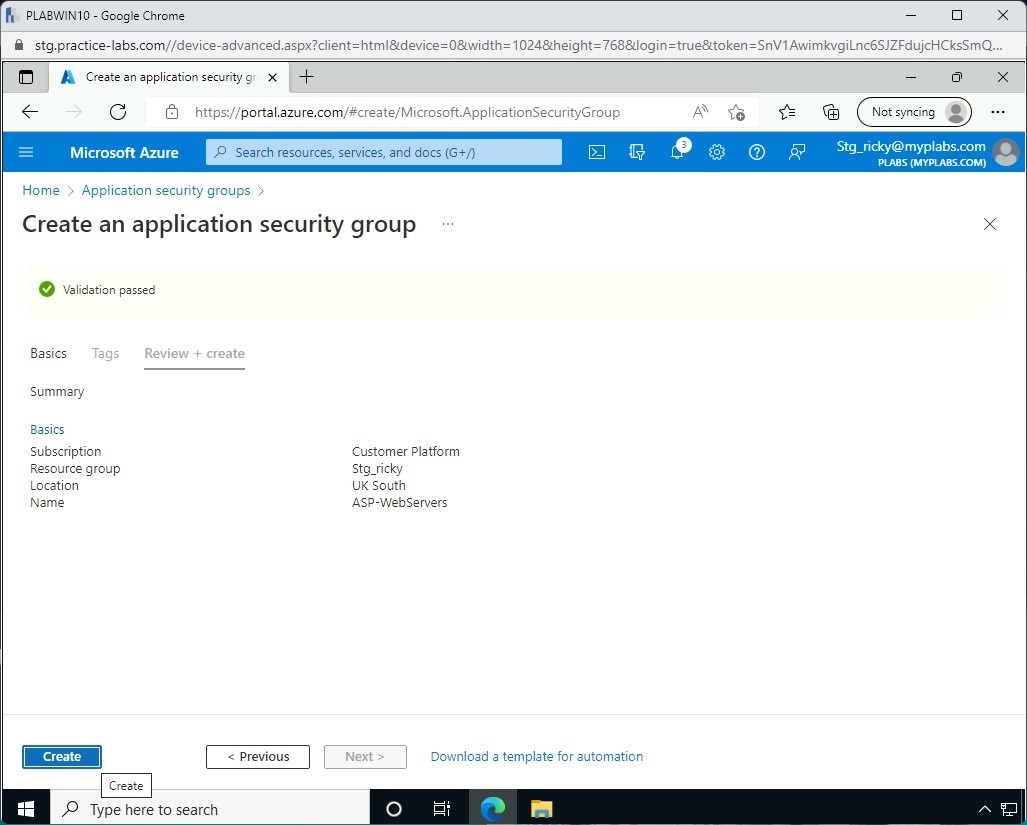 PLABWIN10 - Google Chrome
stg.practice-labs.com//device-advanced.aspx?client=html&device=0&width=1024&height=768&login=true&token=SnV1AwimkvgiLnc6SJZFdujcHCksSmQ...
Create an application security gr
https://portal.azure.com/#create/Microsoft.ApplicationSecurityGroup
Not syncing
Microsoft Azure
Search resources, services, and docs (G+/)
3
Stg_ricky@myplabs.com
PLABS (MYPLABS.COM)
Home > Application security groups >
Create an application security group ...
Validation passed
Basics Tags Review + create
Summary
Basics
Subscription Customer Platform
Resource group Stg_ricky
Location UK South
Name ASP-WebServers
Create < Previous Next > Download a template for automation
Create
Type here to search